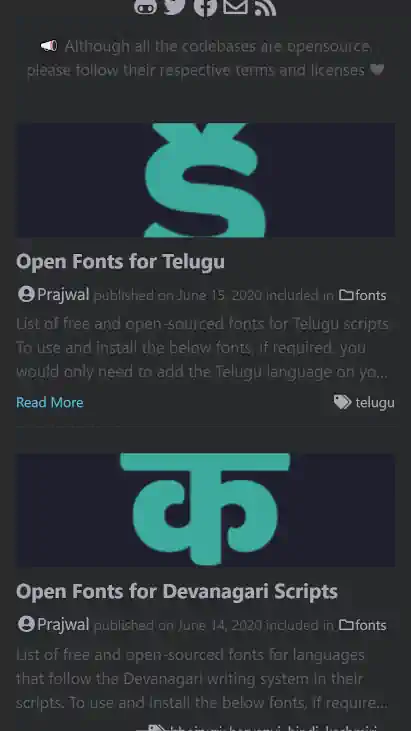 📢 Although all the codebases are opensource,
please follow their respective terms and licenses 🖤
š
Open Fonts for Telugu
Prajwal published on June 15, 2020 included in fonts
List of free and open-sourced fonts for Telugu scripts.
To use and install the below fonts, if required, you
would only need to add the Telugu language on yo...
Read More
telugu
क
Open Fonts for Devanagari Scripts
Prajwal published on June 14, 2020 included in fonts
List of free and open-sourced fonts for languages
that follow the Devanagari writing system in their
scripts. To use and install the below fonts, if require...